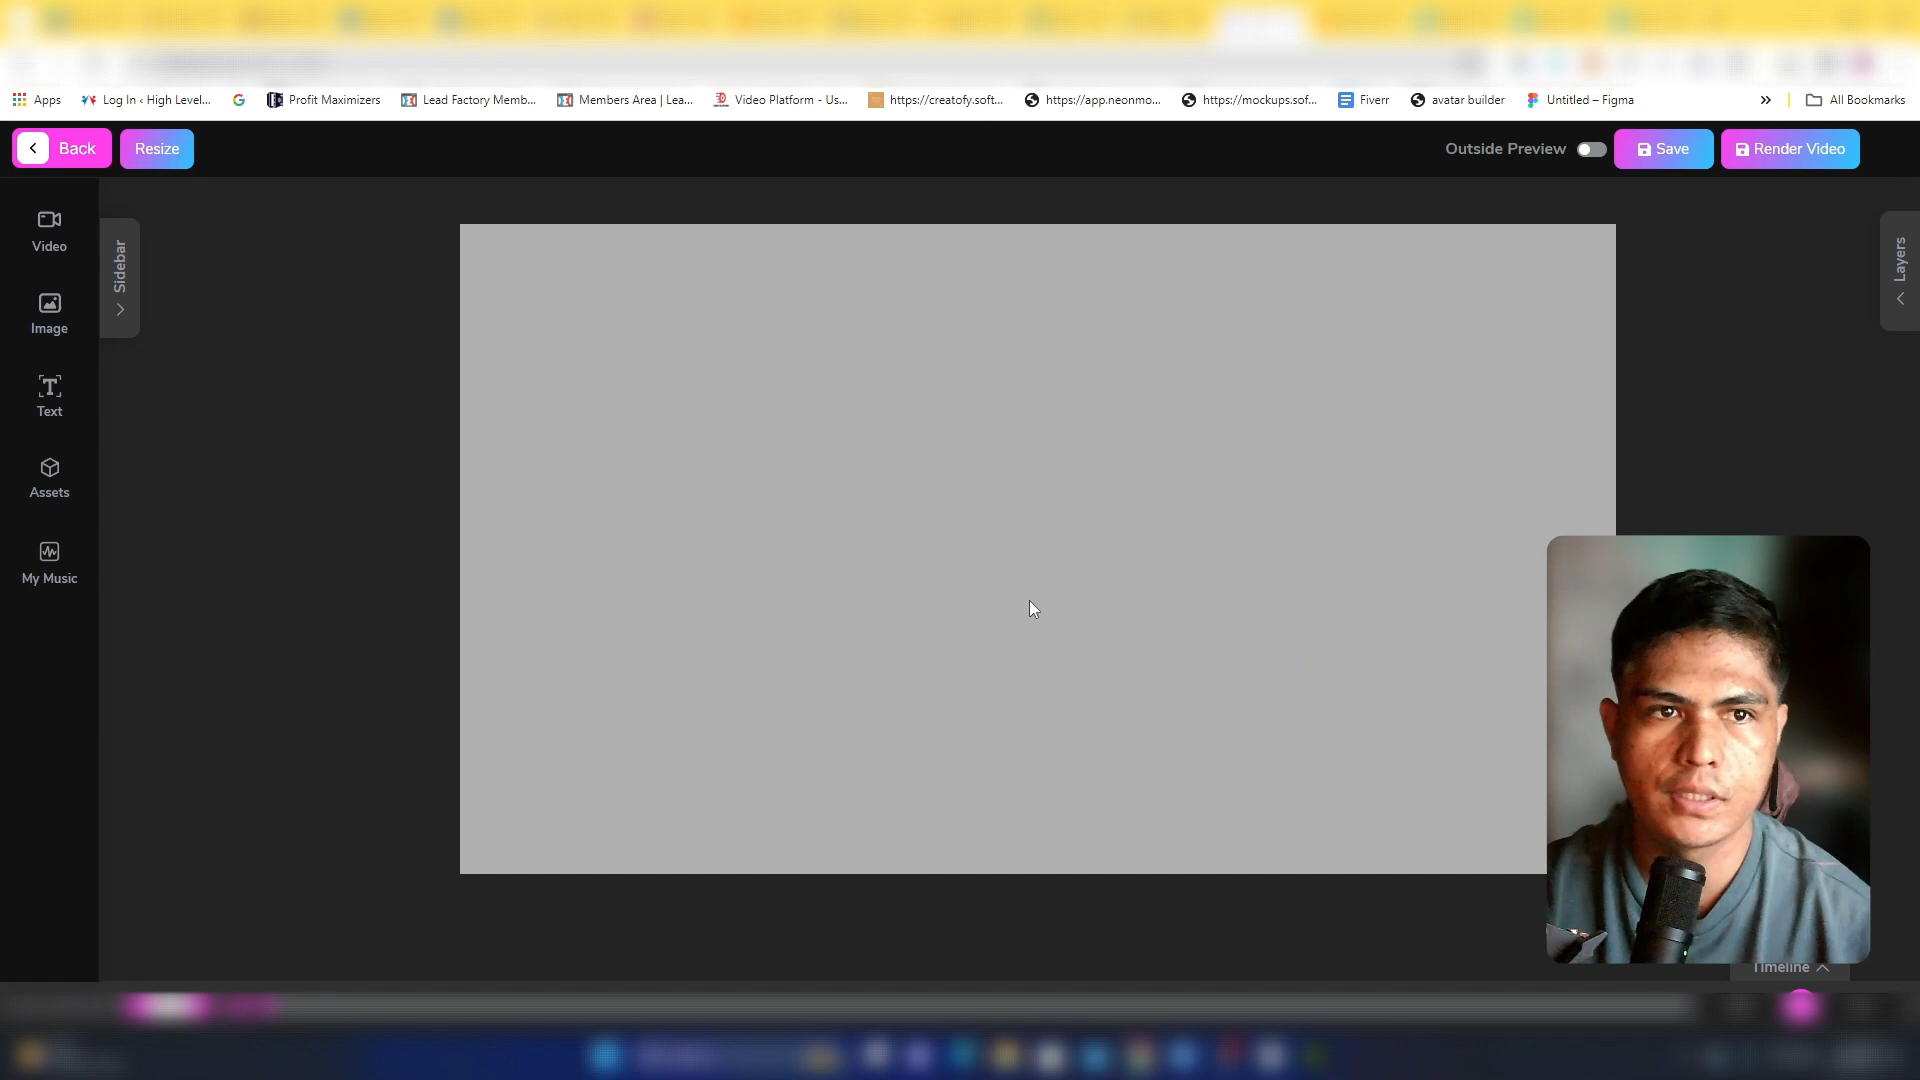 Apps
Log In ‹ High Level...
Profit Maximizers
Lead Factory Memb...
Members Area | Lea...
Video Platform - Us...
https://creatofy.soft...
https://app.neonmo...
https://mockups.sof...
Fiverr
avatar builder
Untitled – Figma
All Bookmarks
Back
Resize
Outside Preview
Save
Render Video
Video
Sidebar
Layers
Image
Text
Assets
My Music
Timeline